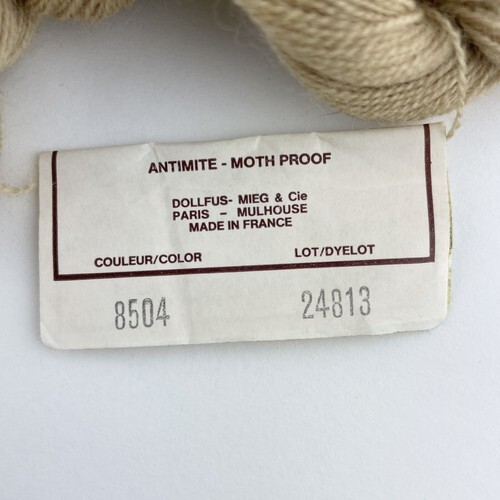 ANTIMITE - MOTH PROOF
DOLLFUS- MIEG & Cie
PARIS - MULHOUSE
MADE IN FRANCE
COULEUR/COLOR LOT/DYELOT
8504 24813